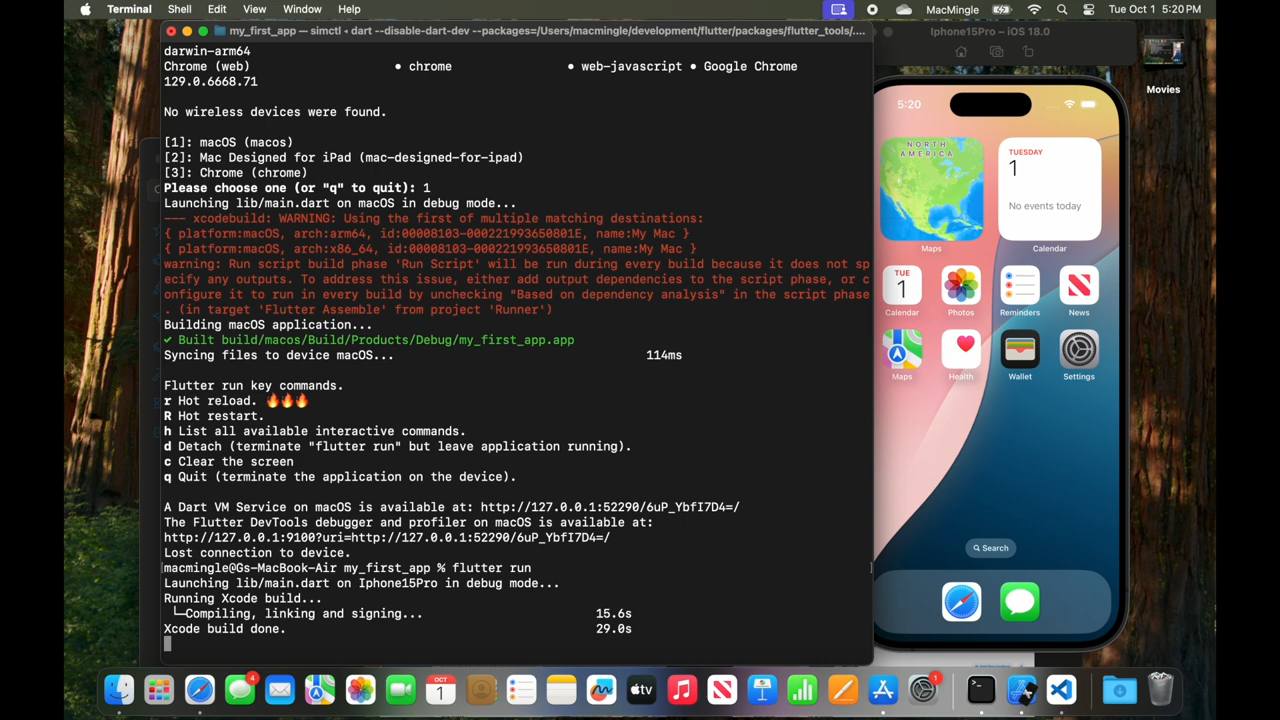 Terminal Shell Edit View Window Help
MacMingle Tue Oct 1 5:20 PM
my_first_app — simctl ◂ dart --disable-dart-dev --packages=/Users/macmingle/development/flutter/packages/flutter_tools/....
darwin-arm64
Chrome (web) • chrome • web-javascript • Google Chrome
129.0.6668.71
No wireless devices were found.
[1]: macOS (macos)
[2]: Mac Designed for iPad (mac-designed-for-ipad)
[3]: Chrome (chrome)
Please choose one (or "q" to quit): 1
Launching lib/main.dart on macOS in debug mode...
--- xcodebuild: WARNING: Using the first of multiple matching destinations:
{ platform:macOS, arch:arm64, id:00008103-000221993650801E, name:My Mac }
{ platform:macOS, arch:x86_64, id:00008103-000221993650801E, name:My Mac }
warning: Run script build phase 'Run Script' will be run during every build because it does not sp
ecify any outputs. To address this issue, either add output dependencies to the script phase, or c
onfigure it to run in every build by unchecking "Based on dependency analysis" in the script phase
. (in target 'Flutter Assemble' from project 'Runner')
Building macOS application...
✓ Built build/macos/Build/Products/Debug/my_first_app.app
Syncing files to device macOS... 114ms
Flutter run key commands.
r Hot reload. 🔥🔥🔥
R Hot restart.
h List all available interactive commands.
d Detach (terminate "flutter run" but leave application running).
c Clear the screen
q Quit (terminate the application on the device).
A Dart VM Service on macOS is available at: http://127.0.0.1:52290/6uP_YbfI7D4=/
The Flutter DevTools debugger and profiler on macOS is available at:
http://127.0.0.1:9100?uri=http://127.0.0.1:52290/6uP_YbfI7D4=/
Lost connection to device.
macmingle@Gs-MacBook-Air my_first_app % flutter run
Launching lib/main.dart on Iphone15Pro in debug mode...
Running Xcode build...
└─Compiling, linking and signing... 15.6s
Xcode build done. 29.0s
Iphone15Pro – iOS 18.0
Movies
5:20
NORTH
AMERICA
Maps
TUESDAY
1
No events today
Calendar
TUE
1
Calendar
Photos
Reminders
News
Maps
Health
Wallet
Settings
Search
4
OCT
1
tv
1